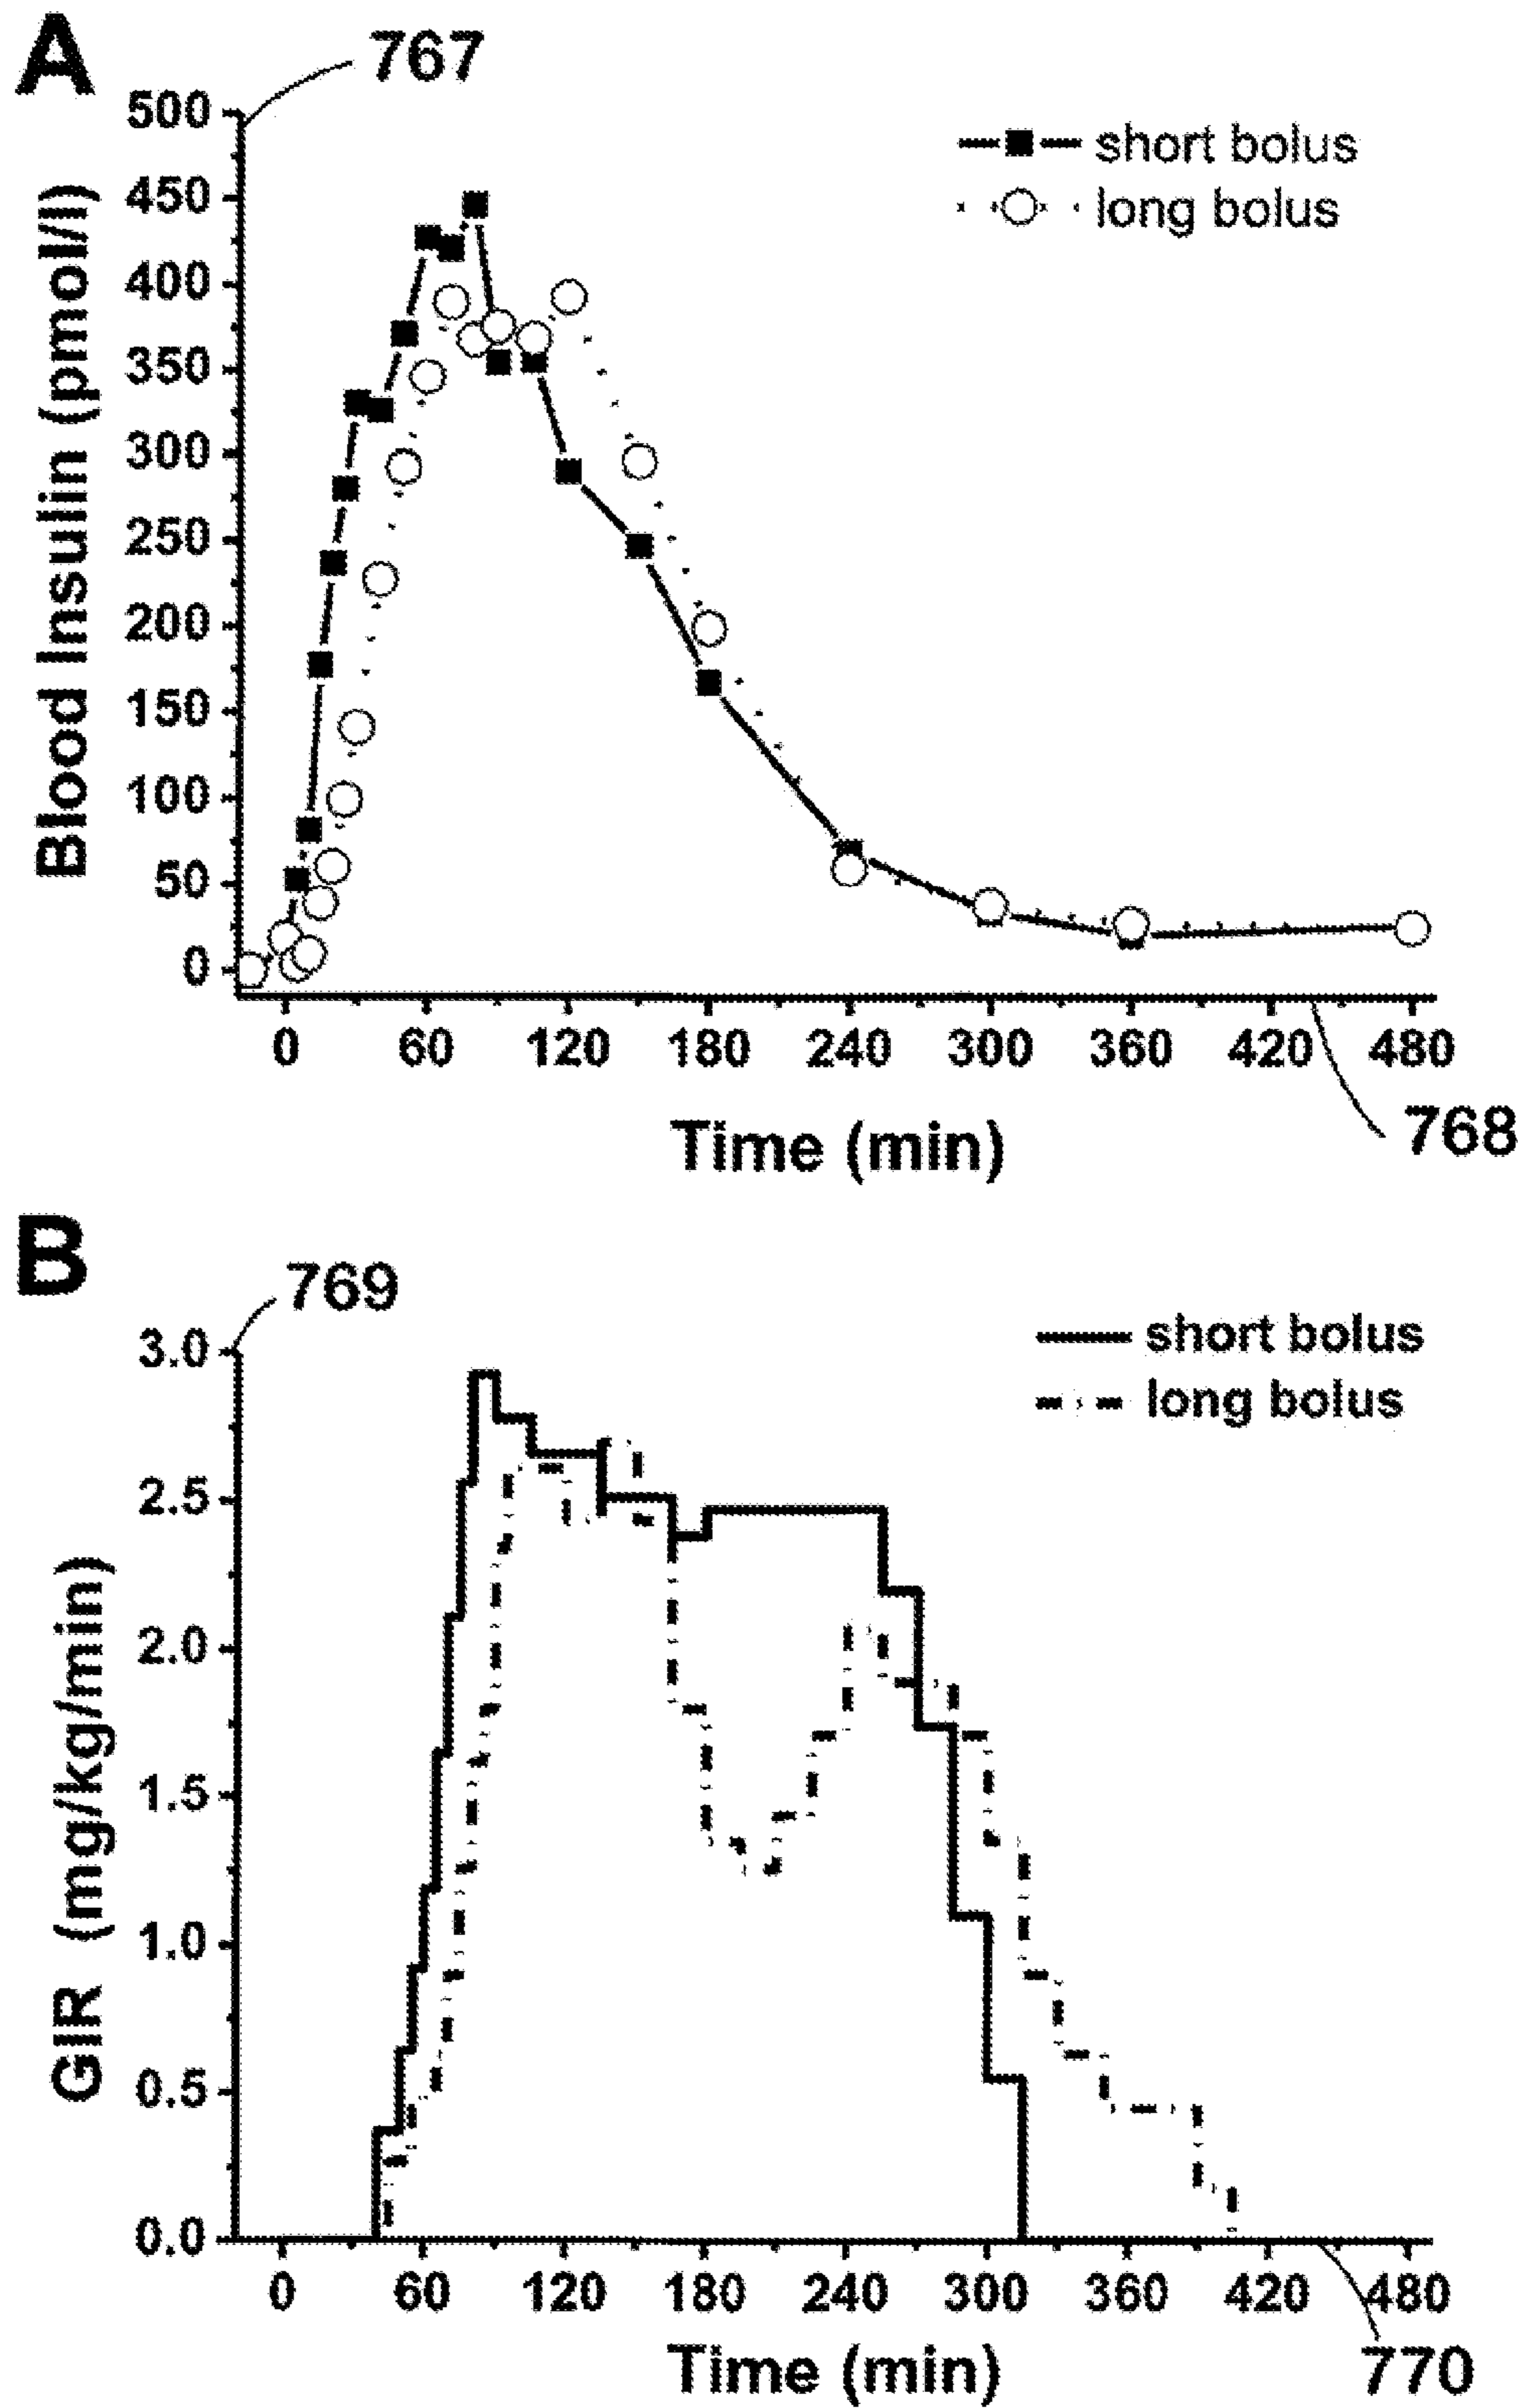 A
767
500
450
400
350
300
250
200
150
100
50
0
Blood Insulin (pmol/l)
short bolus
long bolus
0 60 120 180 240 300 360 420 480
Time (min)
768
B
769
3.0
2.5
2.0
1.5
1.0
0.5
0.0
GIR (mg/kg/min)
short bolus
long bolus
0 60 120 180 240 300 360 420 480
Time (min)
770